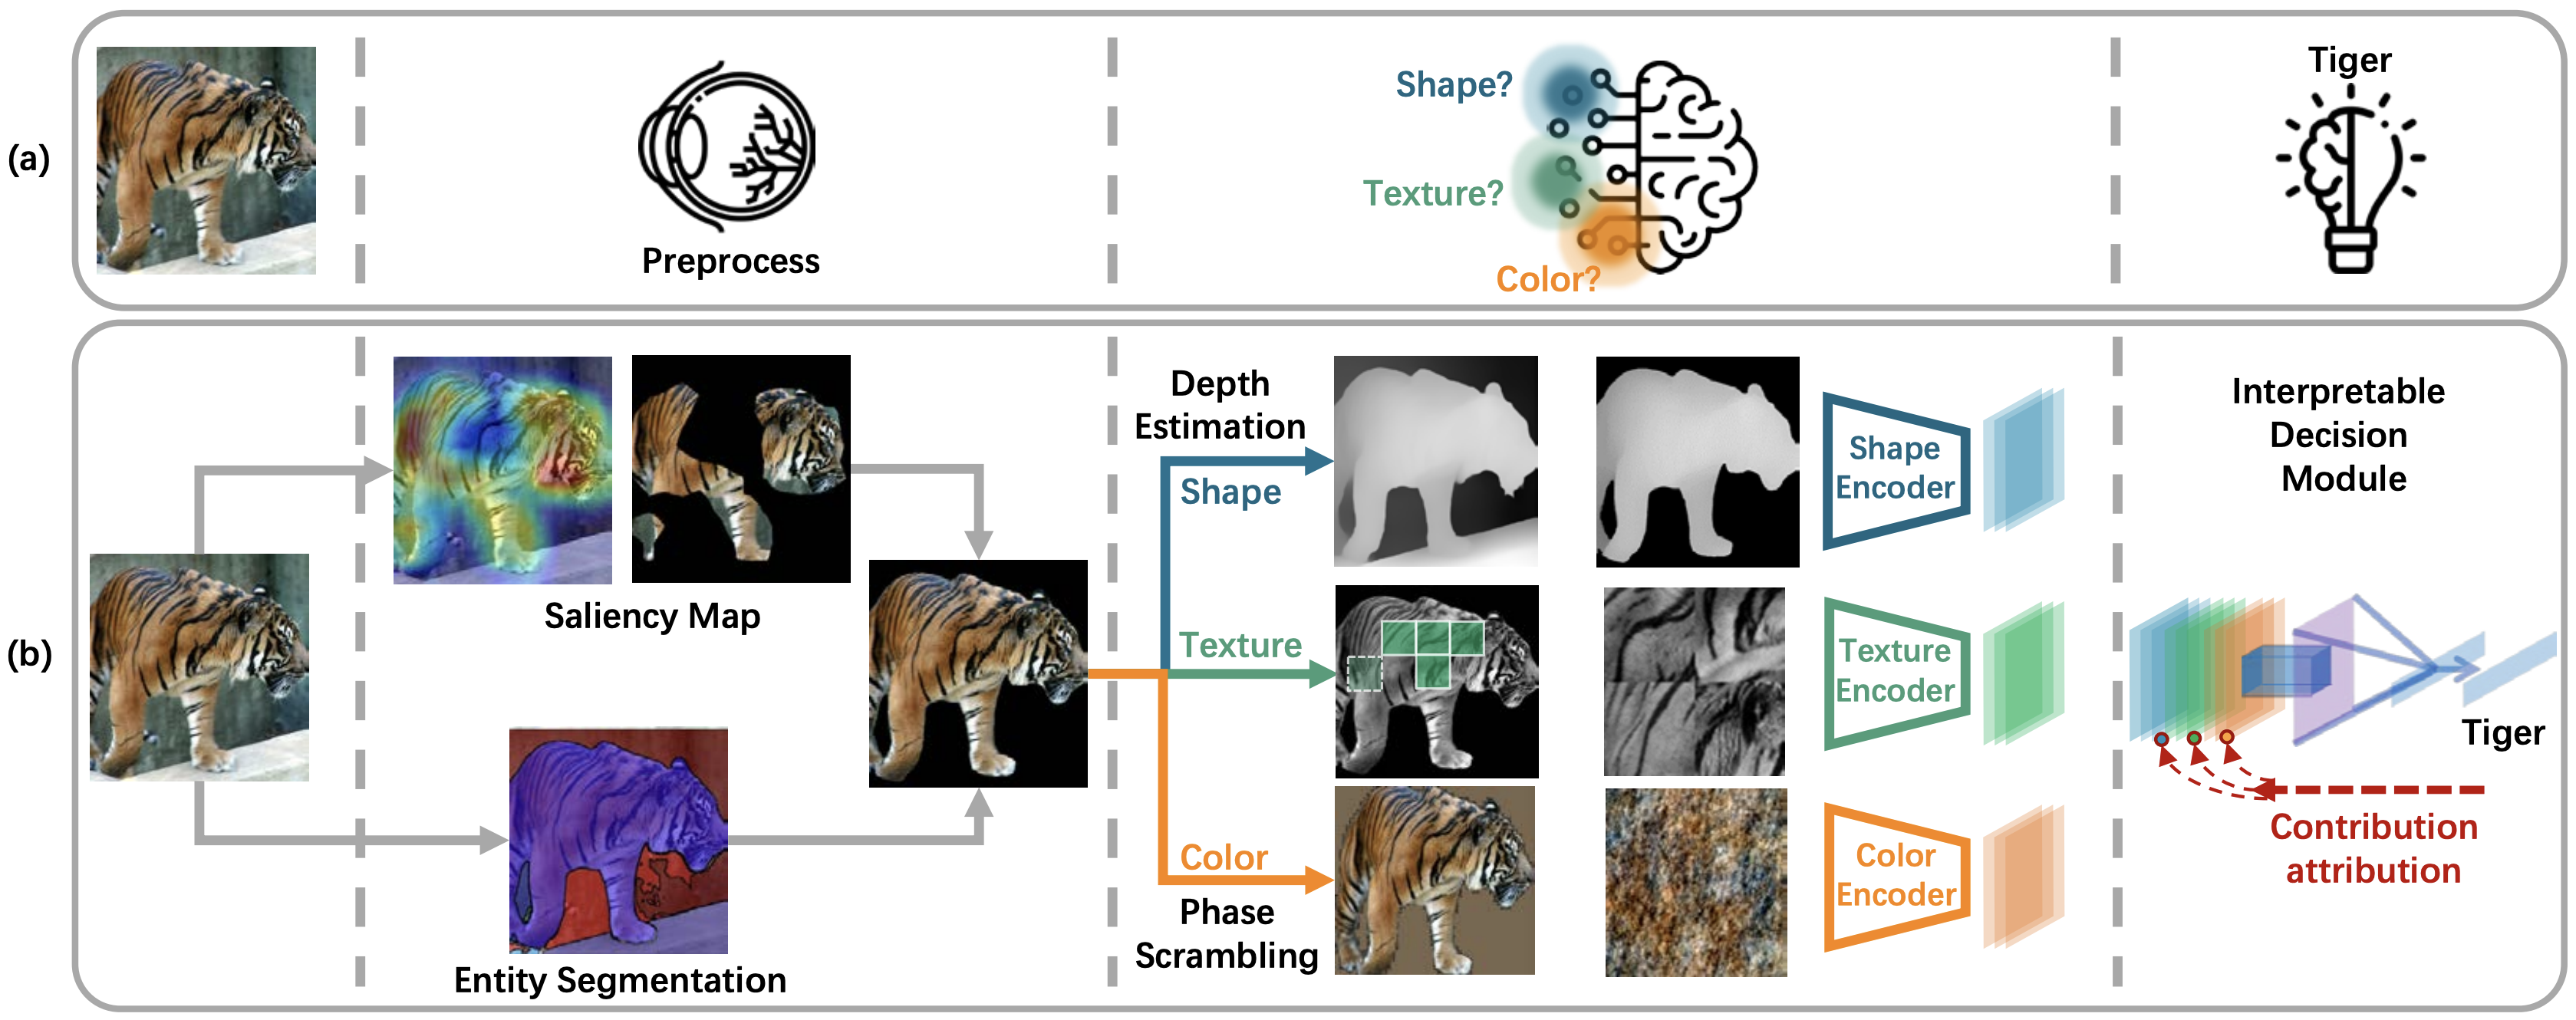 (a)
Preprocess
Shape?
Texture?
Color?
Tiger
(b)
Saliency Map
Entity Segmentation
Depth
Estimation
Shape
Texture
Color
Phase
Scrambling
Shape
Encoder
Texture
Encoder
Color
Encoder
Interpretable
Decision
Module
Tiger
Contribution
attribution